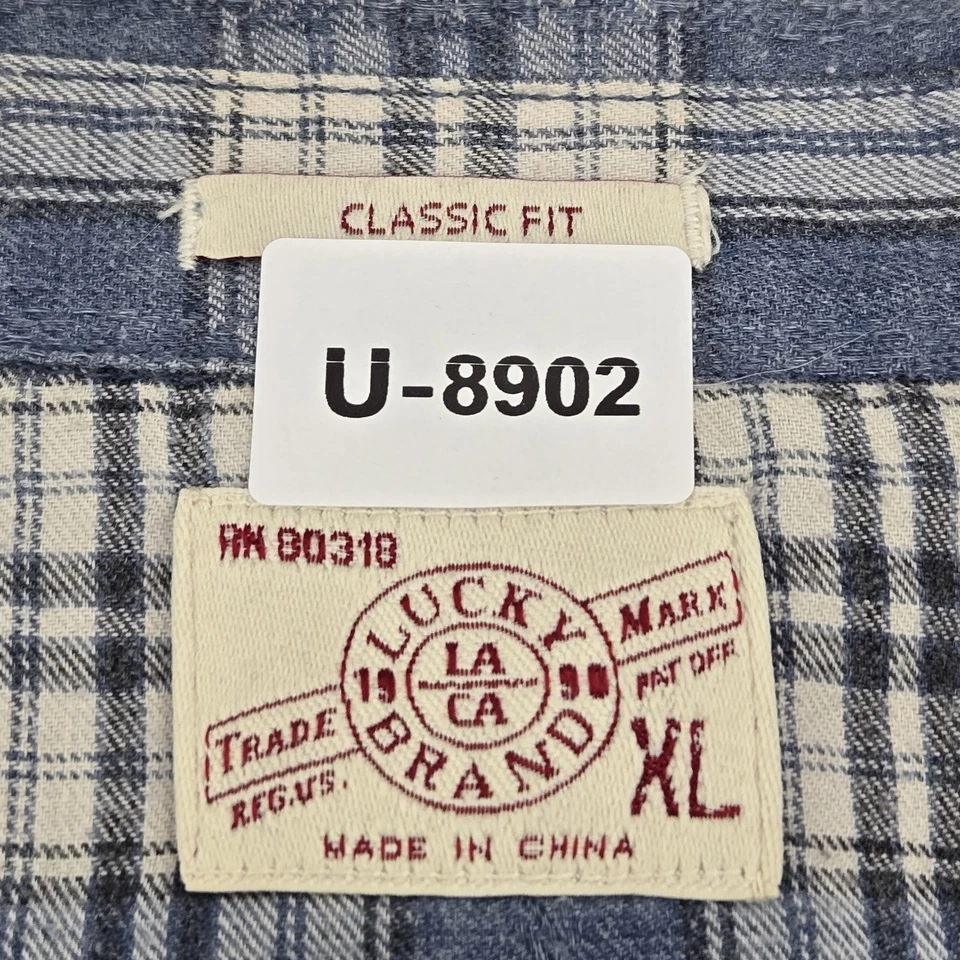 CLASSIC FIT
U-8902
RN 80318
LUCKY
MARK
LA
19 90
PAT OFF.
CA
TRADE
BRAND
XL
REG.U.S.
MADE IN CHINA